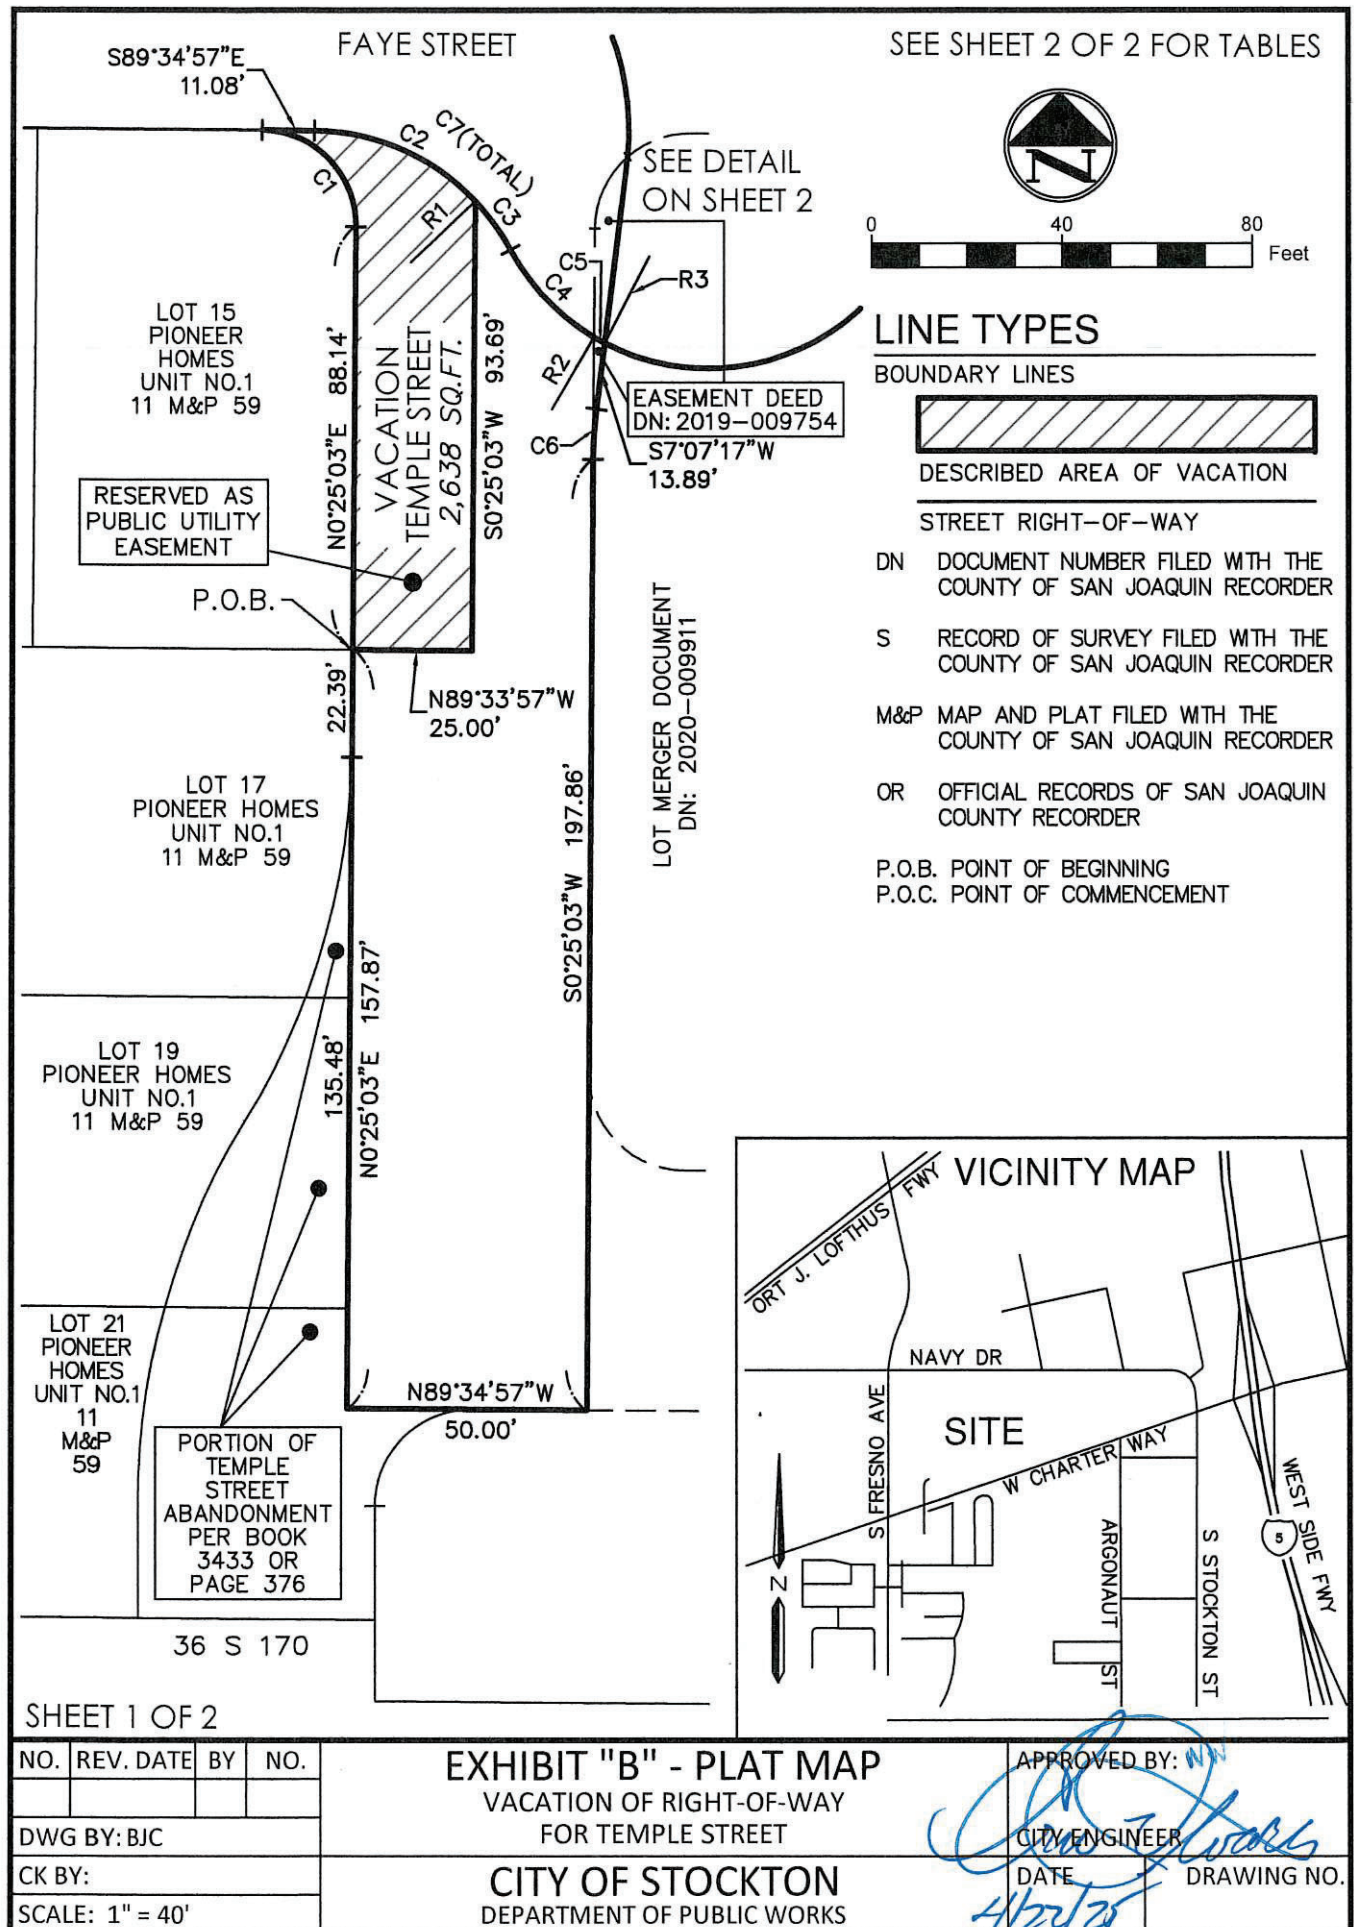 FAYE STREET
SEE SHEET 2 OF 2 FOR TABLES
S89°34'57"E
11.08'
C1
C2
C7(TOTAL)
C3
R1
C4
C5
R2
R3
C6
SEE DETAIL
ON SHEET 2
N
0 40 80
Feet
LINE TYPES
BOUNDARY LINES
DESCRIBED AREA OF VACATION
STREET RIGHT-OF-WAY
DN DOCUMENT NUMBER FILED WITH THE
COUNTY OF SAN JOAQUIN RECORDER
S RECORD OF SURVEY FILED WITH THE
COUNTY OF SAN JOAQUIN RECORDER
M&P MAP AND PLAT FILED WITH THE
COUNTY OF SAN JOAQUIN RECORDER
OR OFFICIAL RECORDS OF SAN JOAQUIN
COUNTY RECORDER
P.O.B. POINT OF BEGINNING
P.O.C. POINT OF COMMENCEMENT
LOT 15
PIONEER
HOMES
UNIT NO.1
11 M&P 59
N0°25'03"E 88.14'
VACATION
TEMPLE STREET
2,638 SQ.FT.
S0°25'03"W 93.69'
EASEMENT DEED
DN: 2019-009754
S7°07'17"W
13.89'
RESERVED AS
PUBLIC UTILITY
EASEMENT
P.O.B.
22.39'
N89°33'57"W
25.00'
LOT MERGER DOCUMENT
DN: 2020-009911
LOT 17
PIONEER HOMES
UNIT NO.1
11 M&P 59
S0°25'03"W 197.86'
135.48'
N0°25'03"E 157.87'
LOT 19
PIONEER HOMES
UNIT NO.1
11 M&P 59
LOT 21
PIONEER
HOMES
UNIT NO.1
11
M&P
59
N89°34'57"W
50.00'
PORTION OF
TEMPLE
STREET
ABANDONMENT
PER BOOK
3433 OR
PAGE 376
36 S 170
VICINITY MAP
ORT J. LOFTHUS FWY
NAVY DR
SITE
S FRESNO AVE
W CHARTER WAY
ARGONAUT ST
S STOCKTON ST
WEST SIDE FWY
5
N
SHEET 1 OF 2
NO. REV. DATE BY NO.
DWG BY: BJC
CK BY:
SCALE: 1" = 40'
EXHIBIT "B" - PLAT MAP
VACATION OF RIGHT-OF-WAY
FOR TEMPLE STREET
CITY OF STOCKTON
DEPARTMENT OF PUBLIC WORKS
APPROVED BY: WW
CITY ENGINEER
DATE
4/22/25
DRAWING NO.